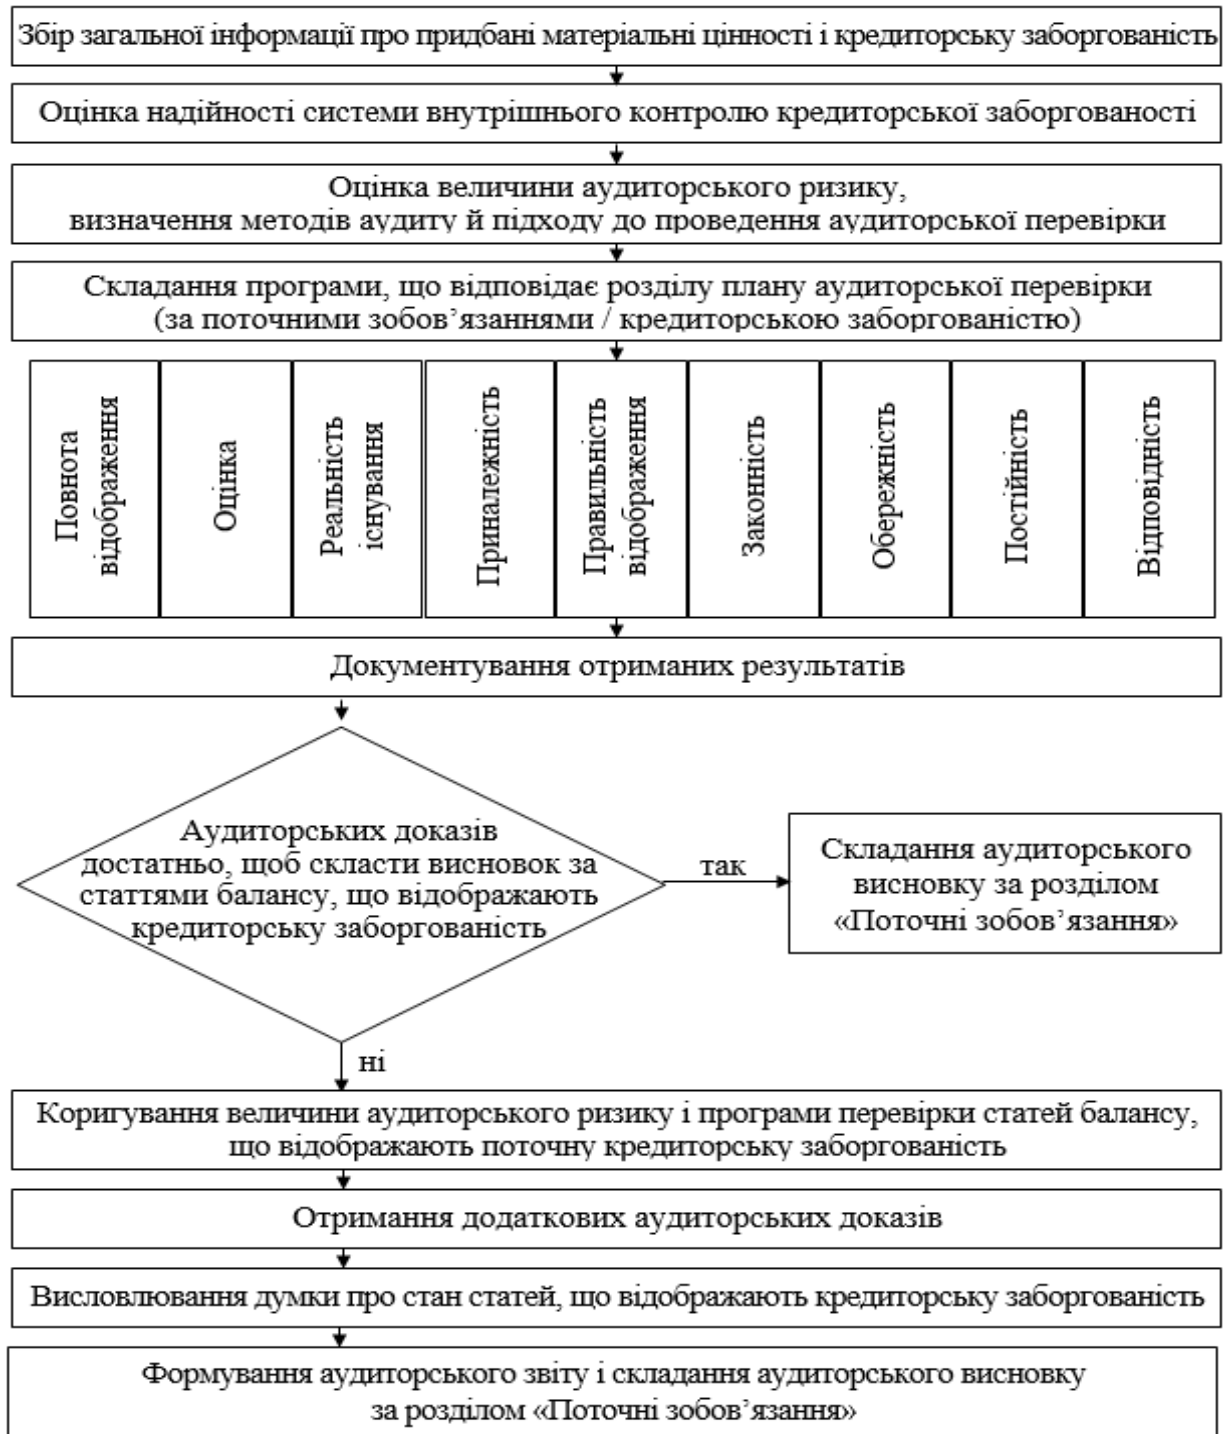 Збір загальної інформації про придбані матеріальні цінності і кредиторську заборгованість
Оцінка надійності системи внутрішнього контролю кредиторської заборгованості
Оцінка величини аудиторського ризику,
визначення методів аудиту й підходу до проведення аудиторської перевірки
Складання програми, що відповідає розділу плану аудиторської перевірки
(за поточними зобов’язаннями / кредиторською заборгованістю)
Повнота
відображення
Оцінка
Реальність
існування
Приналежність
Правильність
відображення
Законність
Обережність
Постійність
Відповідність
Документування отриманих результатів
Аудиторських доказів
достатньо, щоб скласти висновок за
статтями балансу, що відображають
кредиторську заборгованість
так
Складання аудиторського
висновку за розділом
«Поточні зобов’язання»
ні
Коригування величини аудиторського ризику і програми перевірки статей балансу,
що відображають поточну кредиторську заборгованість
Отримання додаткових аудиторських доказів
Висловлювання думки про стан статей, що відображають кредиторську заборгованість
Формування аудиторського звіту і складання аудиторського висновку
за розділом «Поточні зобов’язання»